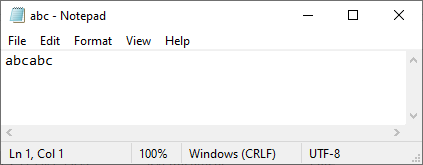 abc - Notepad
File Edit Format View Help
abcabc
Ln 1, Col 1 100% Windows (CRLF) UTF-8